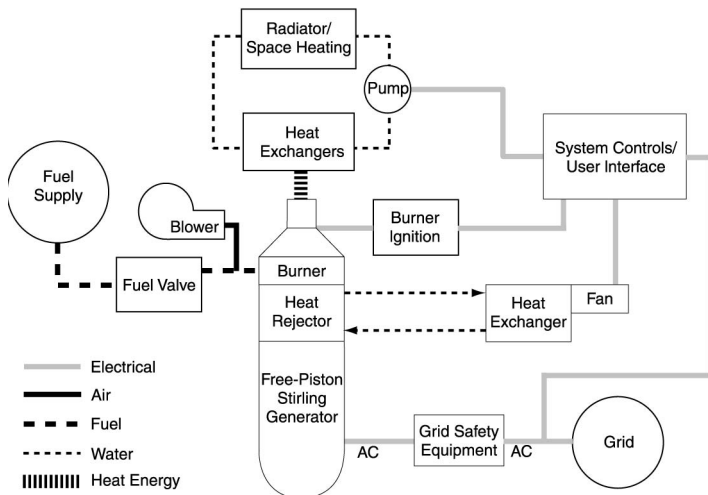 Radiator/
Space Heating
Pump
Heat
Exchangers
System Controls/
User Interface
Fuel
Supply
Blower
Burner
Ignition
Fuel Valve
Burner
Heat
Rejector
Heat
Exchanger
Fan
Free-Piston
Stirling
Generator
Electrical
Air
Fuel
Water
Heat Energy
AC
Grid Safety
Equipment
AC
Grid